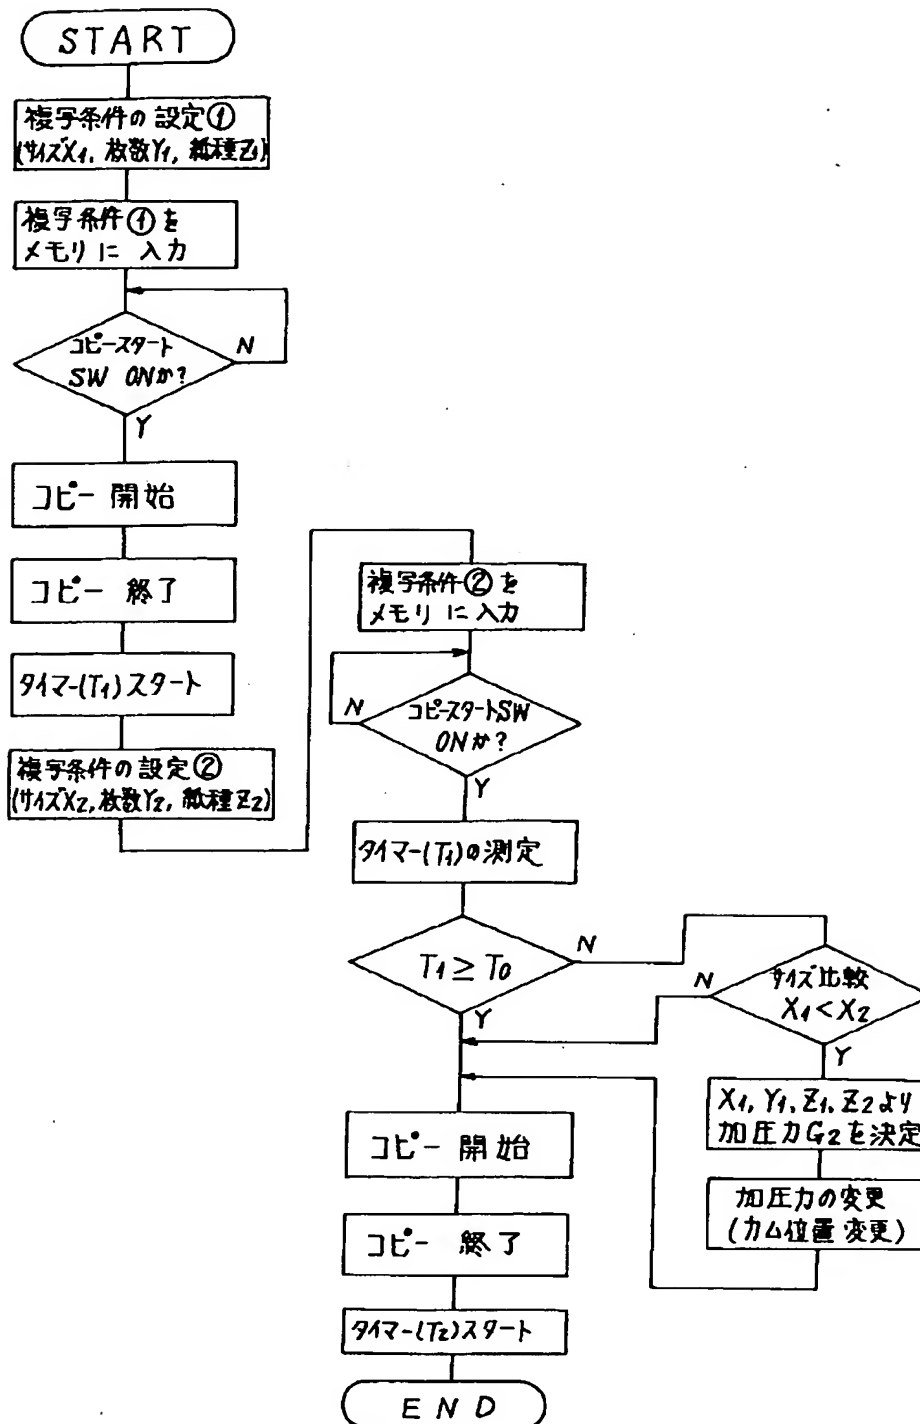 START
複写条件の設定①
(サイズX1, 枚数Y1, 紙種Z1)
複写条件①を
メモリに入力
コピースタート
SW ONか?
N
Y
コピー開始
コピー終了
タイマー(T1)スタート
複写条件の設定②
(サイズX2, 枚数Y2, 紙種Z2)
複写条件②を
メモリに入力
コピースタートSW
ONか?
N
Y
タイマー(T1)の測定
T1≥T0
N
Y
サイズ比較
X1<X2
N
Y
X1, Y1, Z1, Z2より
加圧力G2を決定
加圧力の変更
(カム位置変更)
コピー開始
コピー終了
タイマー(T2)スタート
END